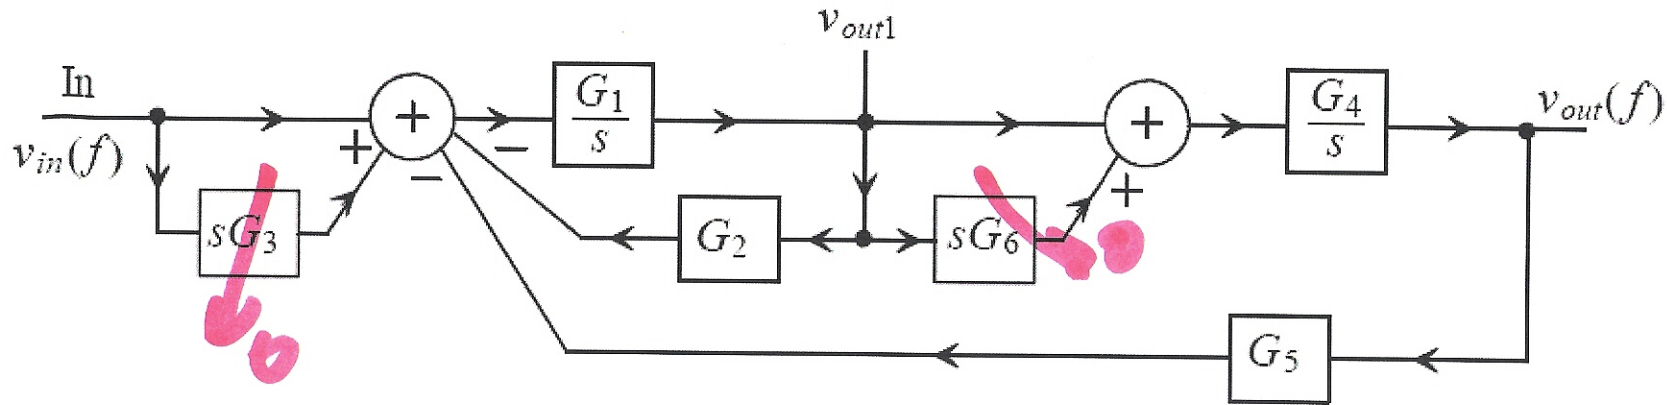 v_out1
In
+
G_1
s
+
G_4
s
v_out(f)
v_in(f)
+
−
−
+
sG_3
G_2
sG_6
0
0
G_5